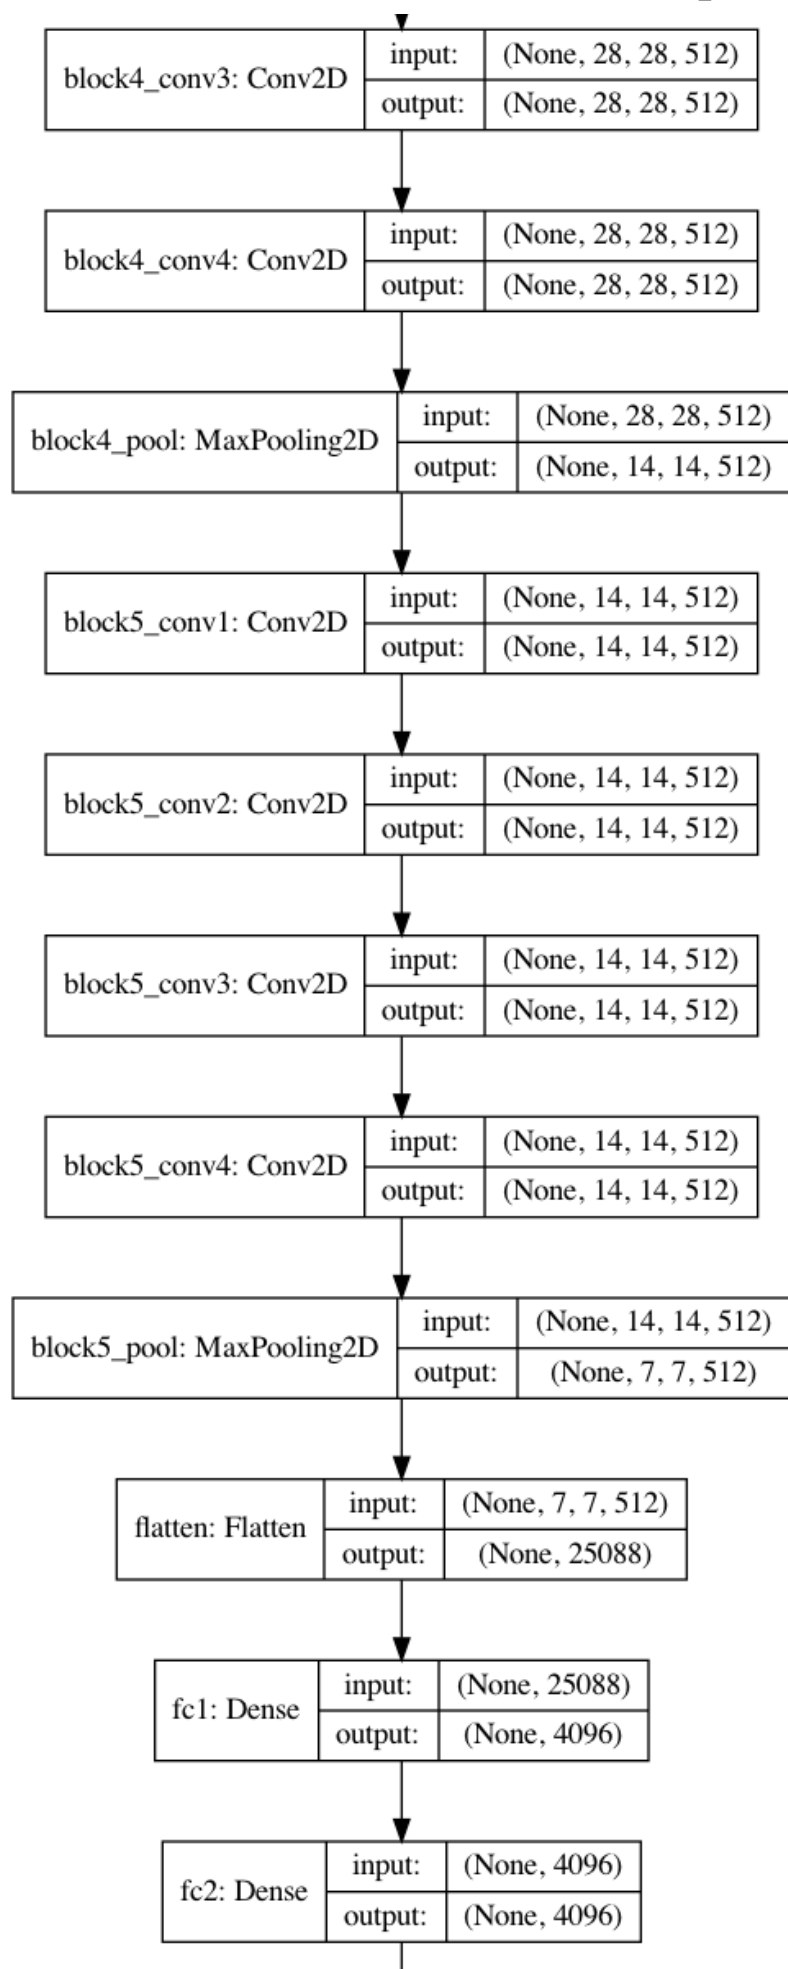 block4_conv3: Conv2D
input: (None, 28, 28, 512)
output: (None, 28, 28, 512)
block4_conv4: Conv2D
input: (None, 28, 28, 512)
output: (None, 28, 28, 512)
block4_pool: MaxPooling2D
input: (None, 28, 28, 512)
output: (None, 14, 14, 512)
block5_conv1: Conv2D
input: (None, 14, 14, 512)
output: (None, 14, 14, 512)
block5_conv2: Conv2D
input: (None, 14, 14, 512)
output: (None, 14, 14, 512)
block5_conv3: Conv2D
input: (None, 14, 14, 512)
output: (None, 14, 14, 512)
block5_conv4: Conv2D
input: (None, 14, 14, 512)
output: (None, 14, 14, 512)
block5_pool: MaxPooling2D
input: (None, 14, 14, 512)
output: (None, 7, 7, 512)
flatten: Flatten
input: (None, 7, 7, 512)
output: (None, 25088)
fc1: Dense
input: (None, 25088)
output: (None, 4096)
fc2: Dense
input: (None, 4096)
output: (None, 4096)